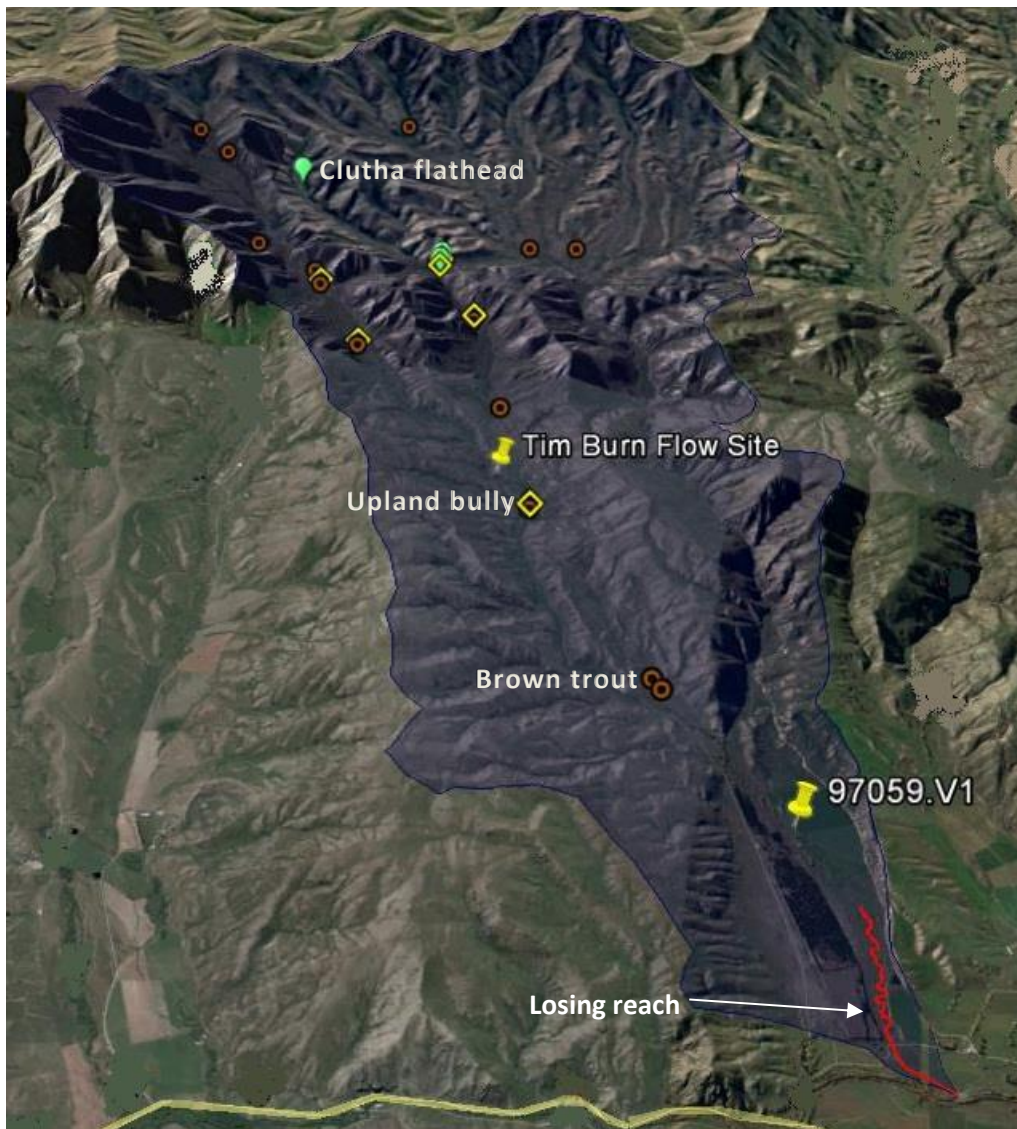 Clutha flathead
Tim Burn Flow Site
Upland bully
Brown trout
97059.V1
Losing reach